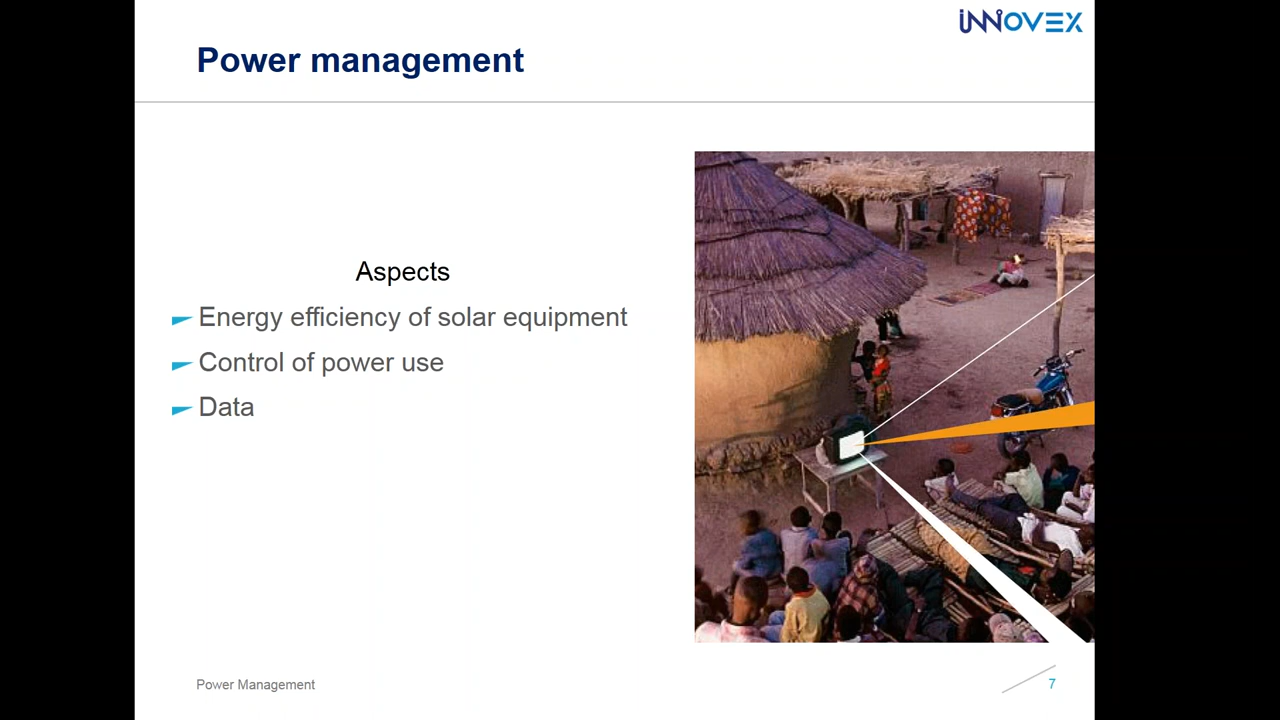 INNOVEX
Power management
Aspects
Energy efficiency of solar equipment
Control of power use
Data
Power Management
7